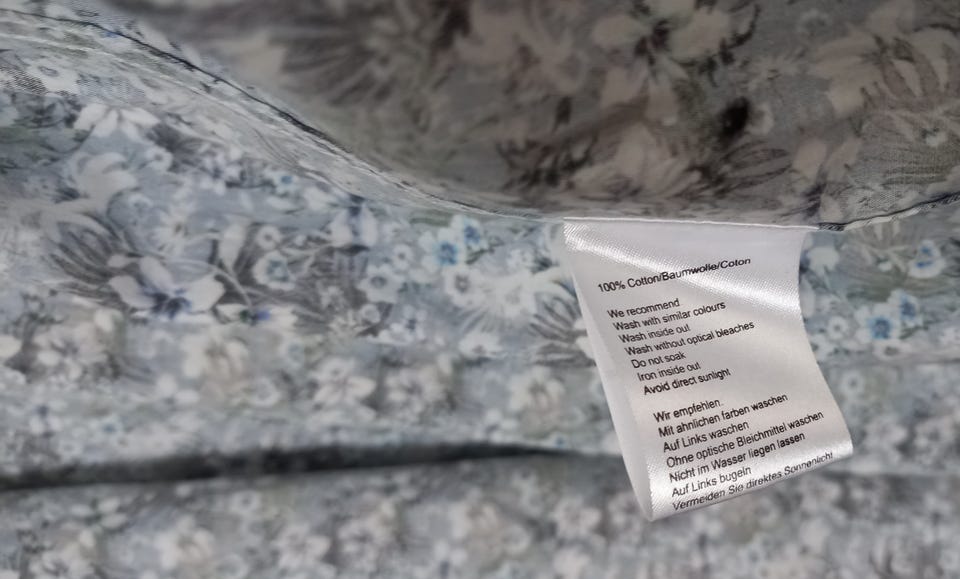 100% Cotton/Baumwolle/Coton
We recommend
Wash with similar colours
Wash inside out
Wash without optical bleaches
Do not soak
Iron inside out
Avoid direct sunlight
Wir empfehlen.
Mit ahnlichen farben waschen
Auf Links waschen
Ohne optische Bleichmittel waschen
Nicht im Wasser liegen lassen
Auf Links bugeln
Vermeiden Sie direktes Sonnenlicht